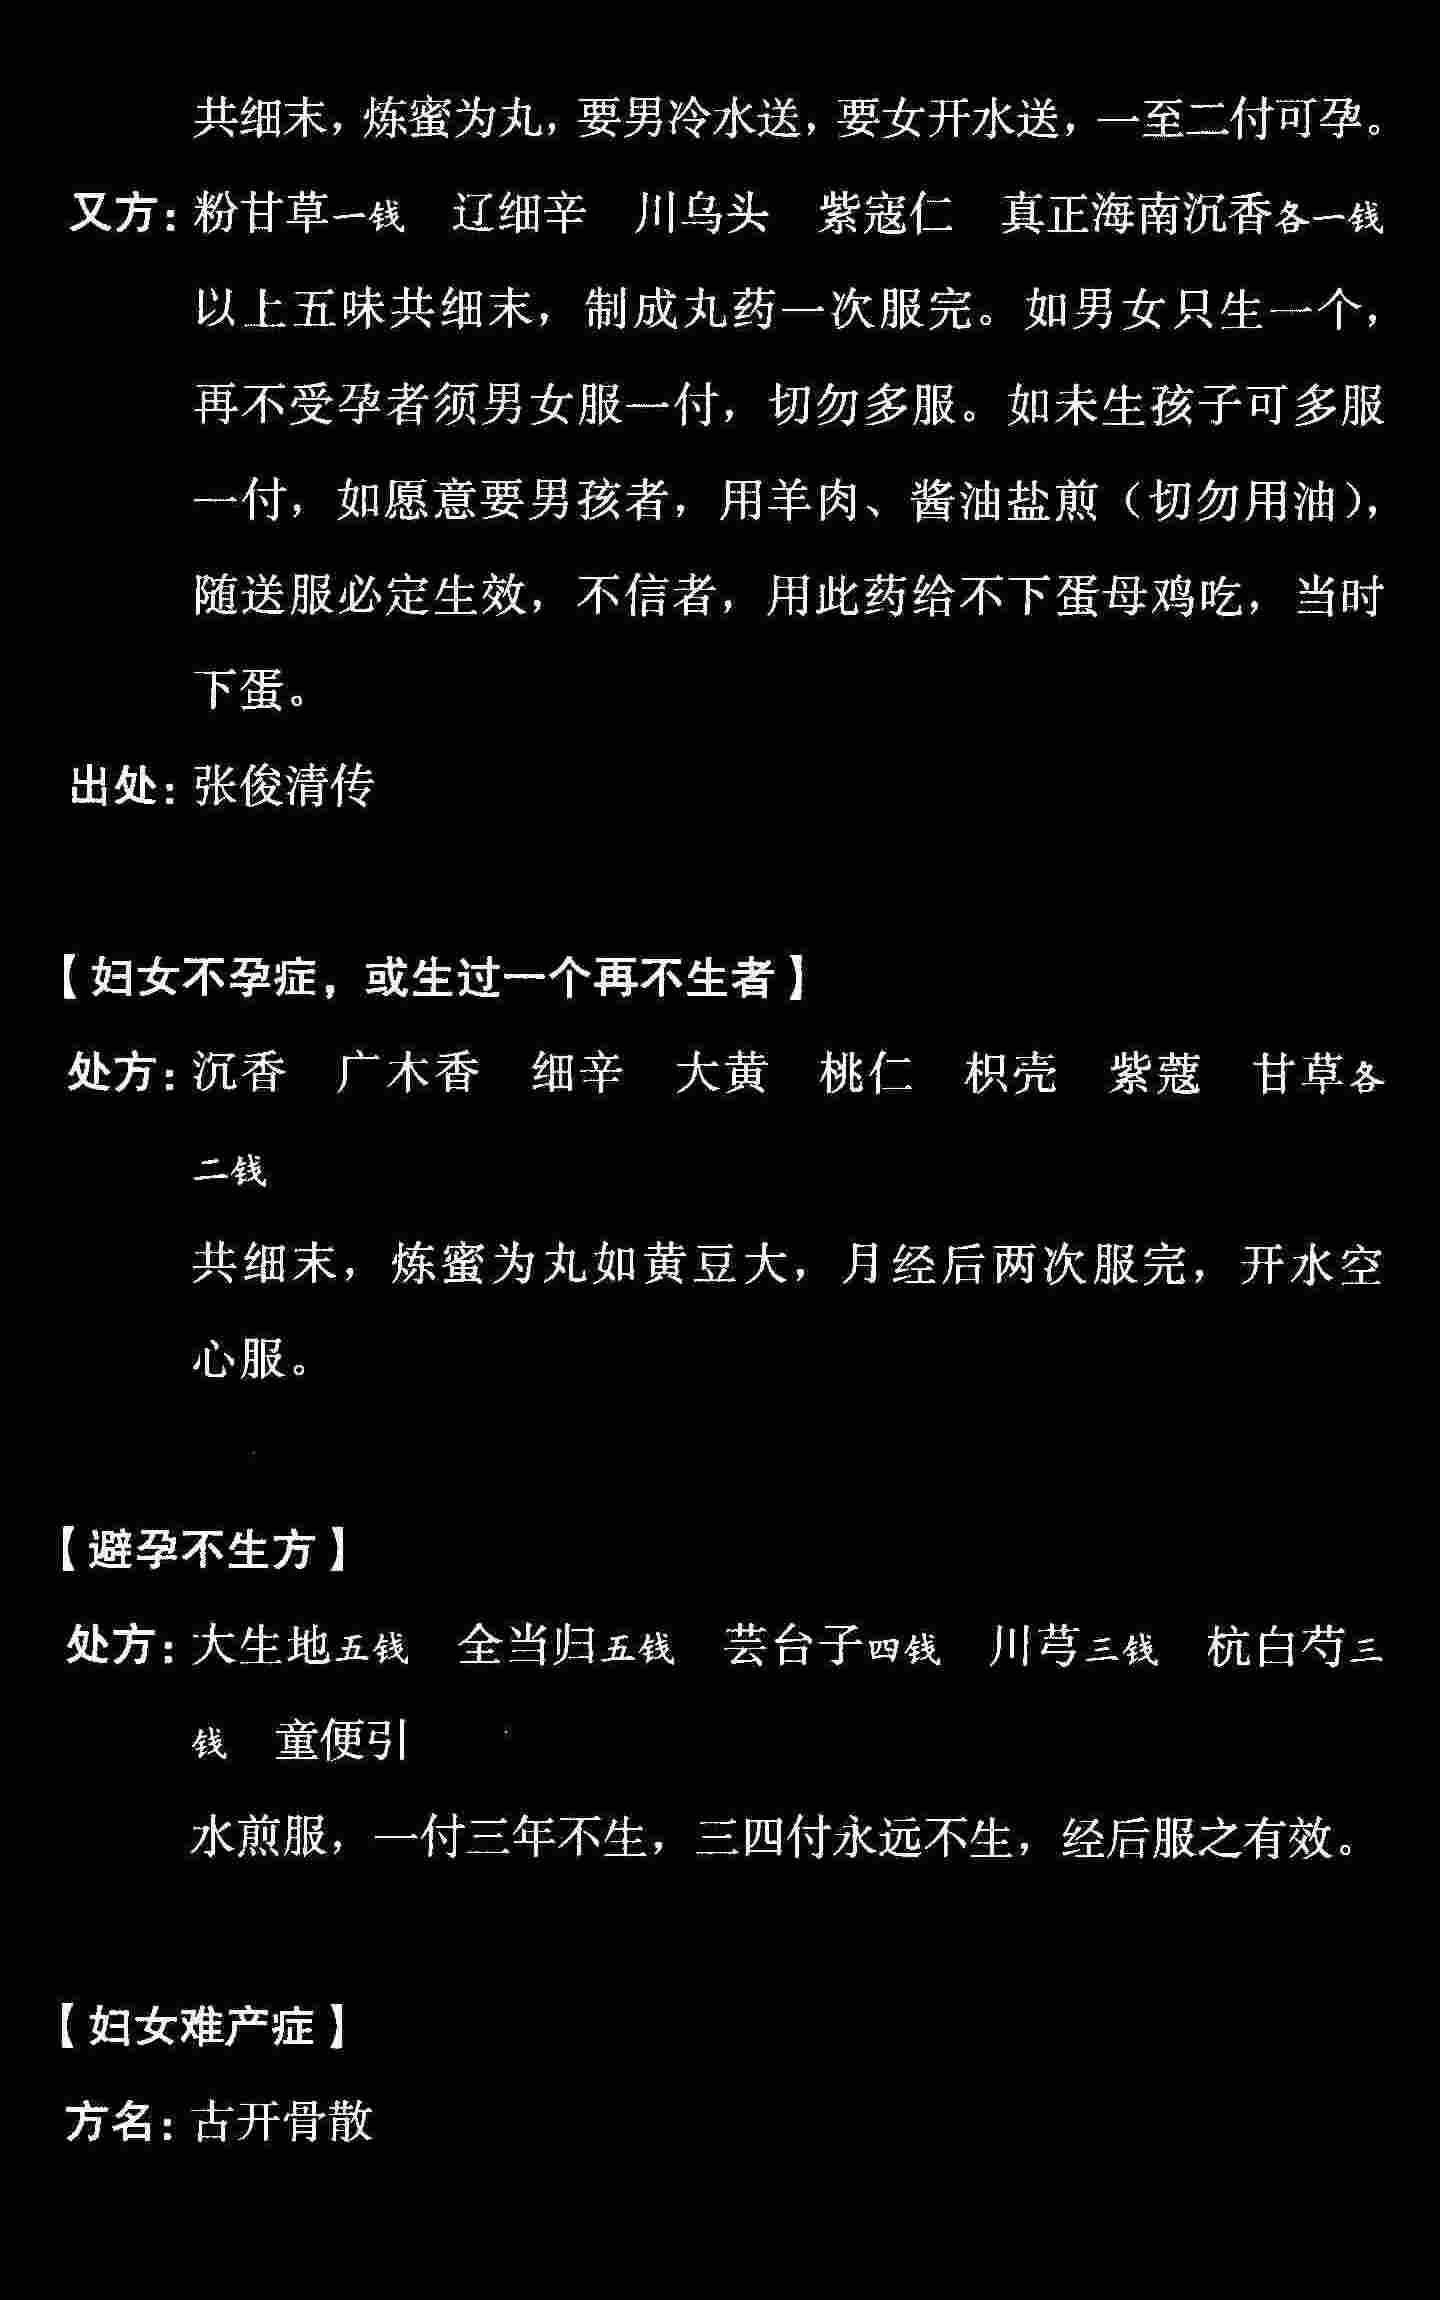 共细末，炼蜜为丸，要男冷水送，要女开水送，一至二付可孕。
又方：粉甘草一钱　辽细辛　川乌头　紫寇仁　真正海南沉香各一钱
以上五味共细末，制成丸药一次服完。如男女只生一个，
再不受孕者须男女服一付，切勿多服。如未生孩子可多服
一付，如愿意要男孩者，用羊肉、酱油盐煎（切勿用油），
随送服必定生效，不信者，用此药给不下蛋母鸡吃，当时
下蛋。
出处：张俊清传
【妇女不孕症，或生过一个再不生者】
处方：沉香　广木香　细辛　大黄　桃仁　枳壳　紫蔻　甘草各
二钱
共细末，炼蜜为丸如黄豆大，月经后两次服完，开水空
心服。
【避孕不生方】
处方：大生地五钱　全当归五钱　芸台子四钱　川芎三钱　杭白芍三
钱　童便引
水煎服，一付三年不生，三四付永远不生，经后服之有效。
【妇女难产症】
方名：古开骨散